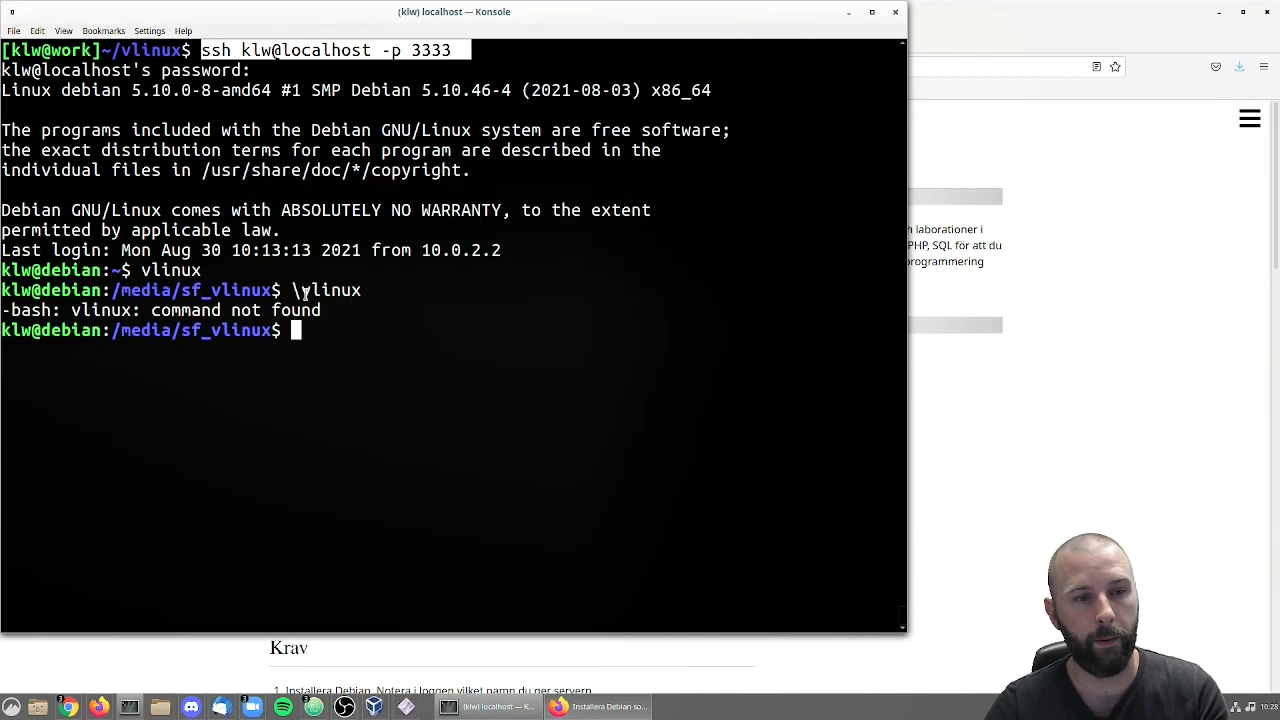 (klw) localhost — Konsole
File Edit View Bookmarks Settings Help
[klw@work]~/vlinux$ ssh klw@localhost -p 3333
klw@localhost's password:
Linux debian 5.10.0-8-amd64 #1 SMP Debian 5.10.46-4 (2021-08-03) x86_64
The programs included with the Debian GNU/Linux system are free software;
the exact distribution terms for each program are described in the
individual files in /usr/share/doc/*/copyright.
Debian GNU/Linux comes with ABSOLUTELY NO WARRANTY, to the extent
permitted by applicable law.
Last login: Mon Aug 30 10:13:13 2021 from 10.0.2.2
klw@debian:~$ vlinux
klw@debian:/media/sf_vlinux$ \vlinux
-bash: vlinux: command not found
klw@debian:/media/sf_vlinux$
laborationer i
PHP, SQL för att du
programmering
Krav
1. Installera Debian. Notera i loggen vilket namn du ger servern
3
3
3
(klw) localhost — K...
Installera Debian so...
10:28